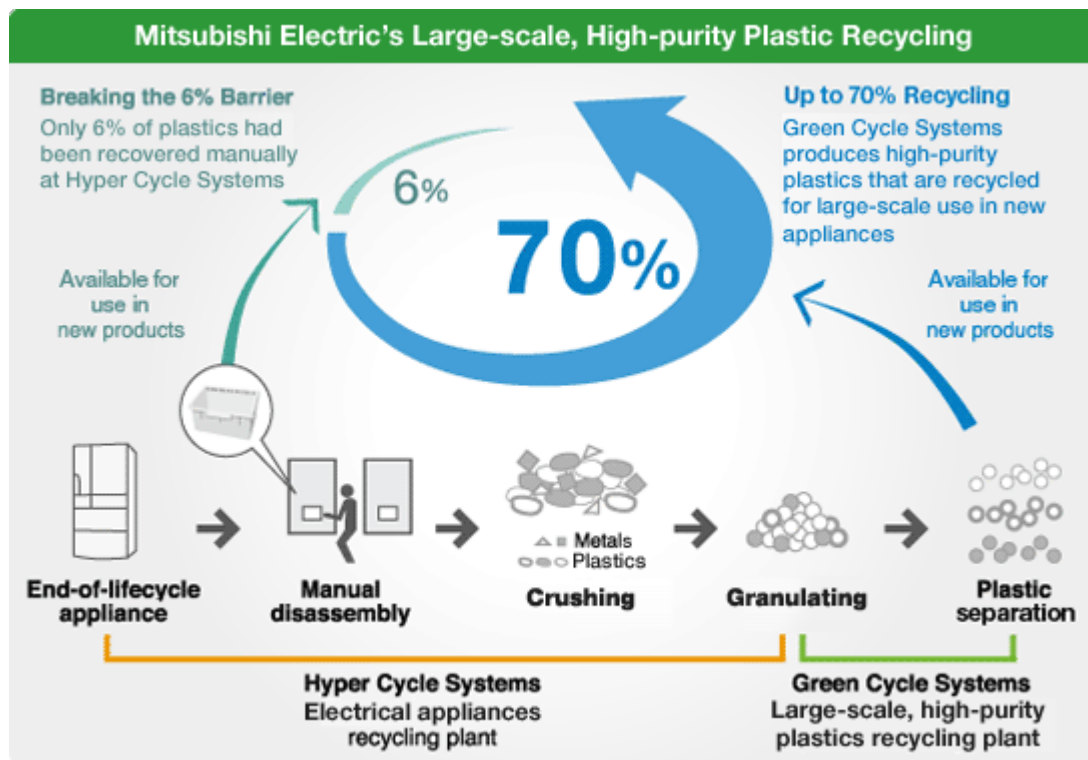 Mitsubishi Electric's Large-scale, High-purity Plastic Recycling
Breaking the 6% Barrier
Only 6% of plastics had
been recovered manually
at Hyper Cycle Systems
6%
70%
Up to 70% Recycling
Green Cycle Systems
produces high-purity
plastics that are recycled
for large-scale use in new
appliances
Available for
use in
new products
Available for
use in
new products
Metals
Plastics
End-of-lifecycle
appliance
Manual
disassembly
Crushing
Granulating
Plastic
separation
Hyper Cycle Systems
Electrical appliances
recycling plant
Green Cycle Systems
Large-scale, high-purity
plastics recycling plant